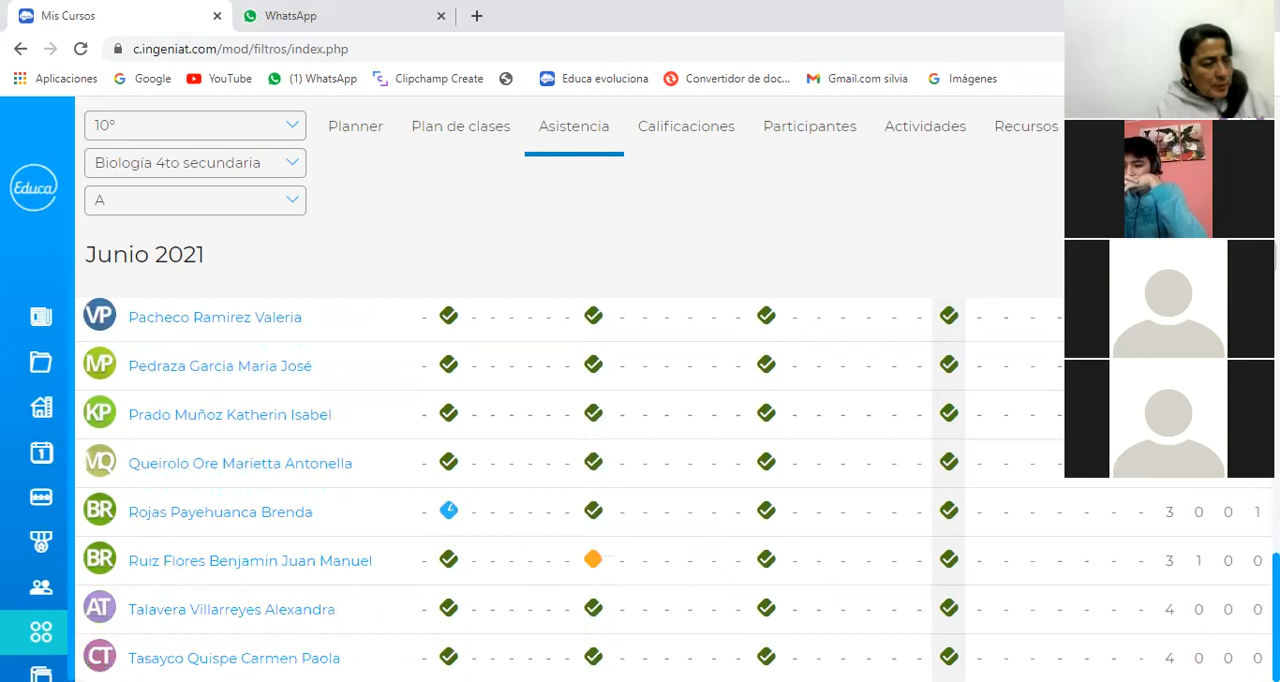 Mis Cursos
WhatsApp
c.ingeniat.com/mod/filtros/index.php
Aplicaciones Google YouTube (1) WhatsApp Clipchamp Create Educa evoluciona Convertidor de doc... Gmail.com silvia Imágenes
Educa
10°
Biología 4to secundaria
A
Planner Plan de clases Asistencia Calificaciones Participantes Actividades Recursos
Junio 2021
VP Pacheco Ramirez Valeria
MP Pedraza Garcia Maria José
KP Prado Muñoz Katherin Isabel
MQ Queirolo Ore Marietta Antonella
BR Rojas Payehuanca Brenda 3 0 0 1
BR Ruiz Flores Benjamin Juan Manuel 3 1 0 0
AT Talavera Villarreyes Alexandra 4 0 0 0
CT Tasayco Quispe Carmen Paola 4 0 0 0